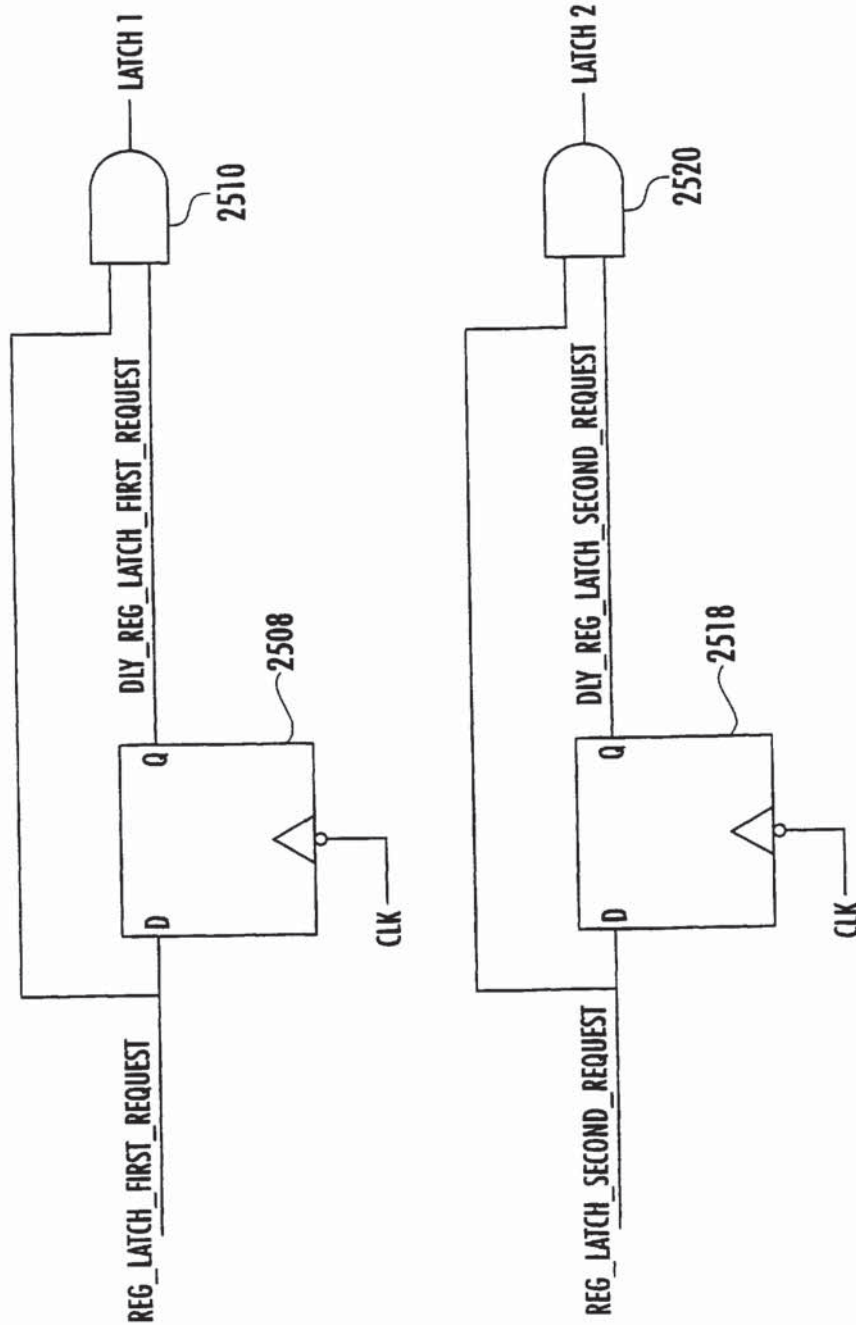 REG_LATCH_FIRST_REQUEST
D
Q
CLK
2508
DLY_REG_LATCH_FIRST_REQUEST
2510
LATCH 1
REG_LATCH_SECOND_REQUEST
D
Q
CLK
2518
DLY_REG_LATCH_SECOND_REQUEST
2520
LATCH 2